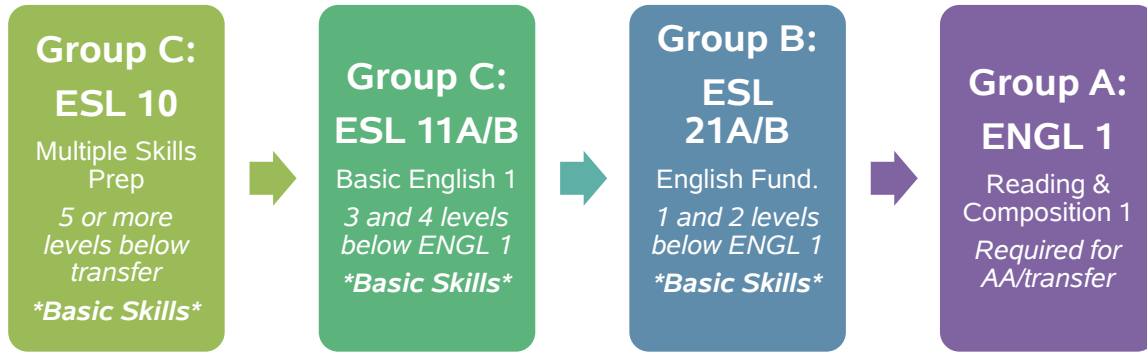 Group C:
ESL 10
Multiple Skills
Prep
5 or more
levels below
transfer
*Basic Skills*
Group C:
ESL 11A/B
Basic English 1
3 and 4 levels
below ENGL 1
*Basic Skills*
Group B:
ESL
21A/B
English Fund.
1 and 2 levels
below ENGL 1
*Basic Skills*
Group A:
ENGL 1
Reading &
Composition 1
Required for
AA/transfer